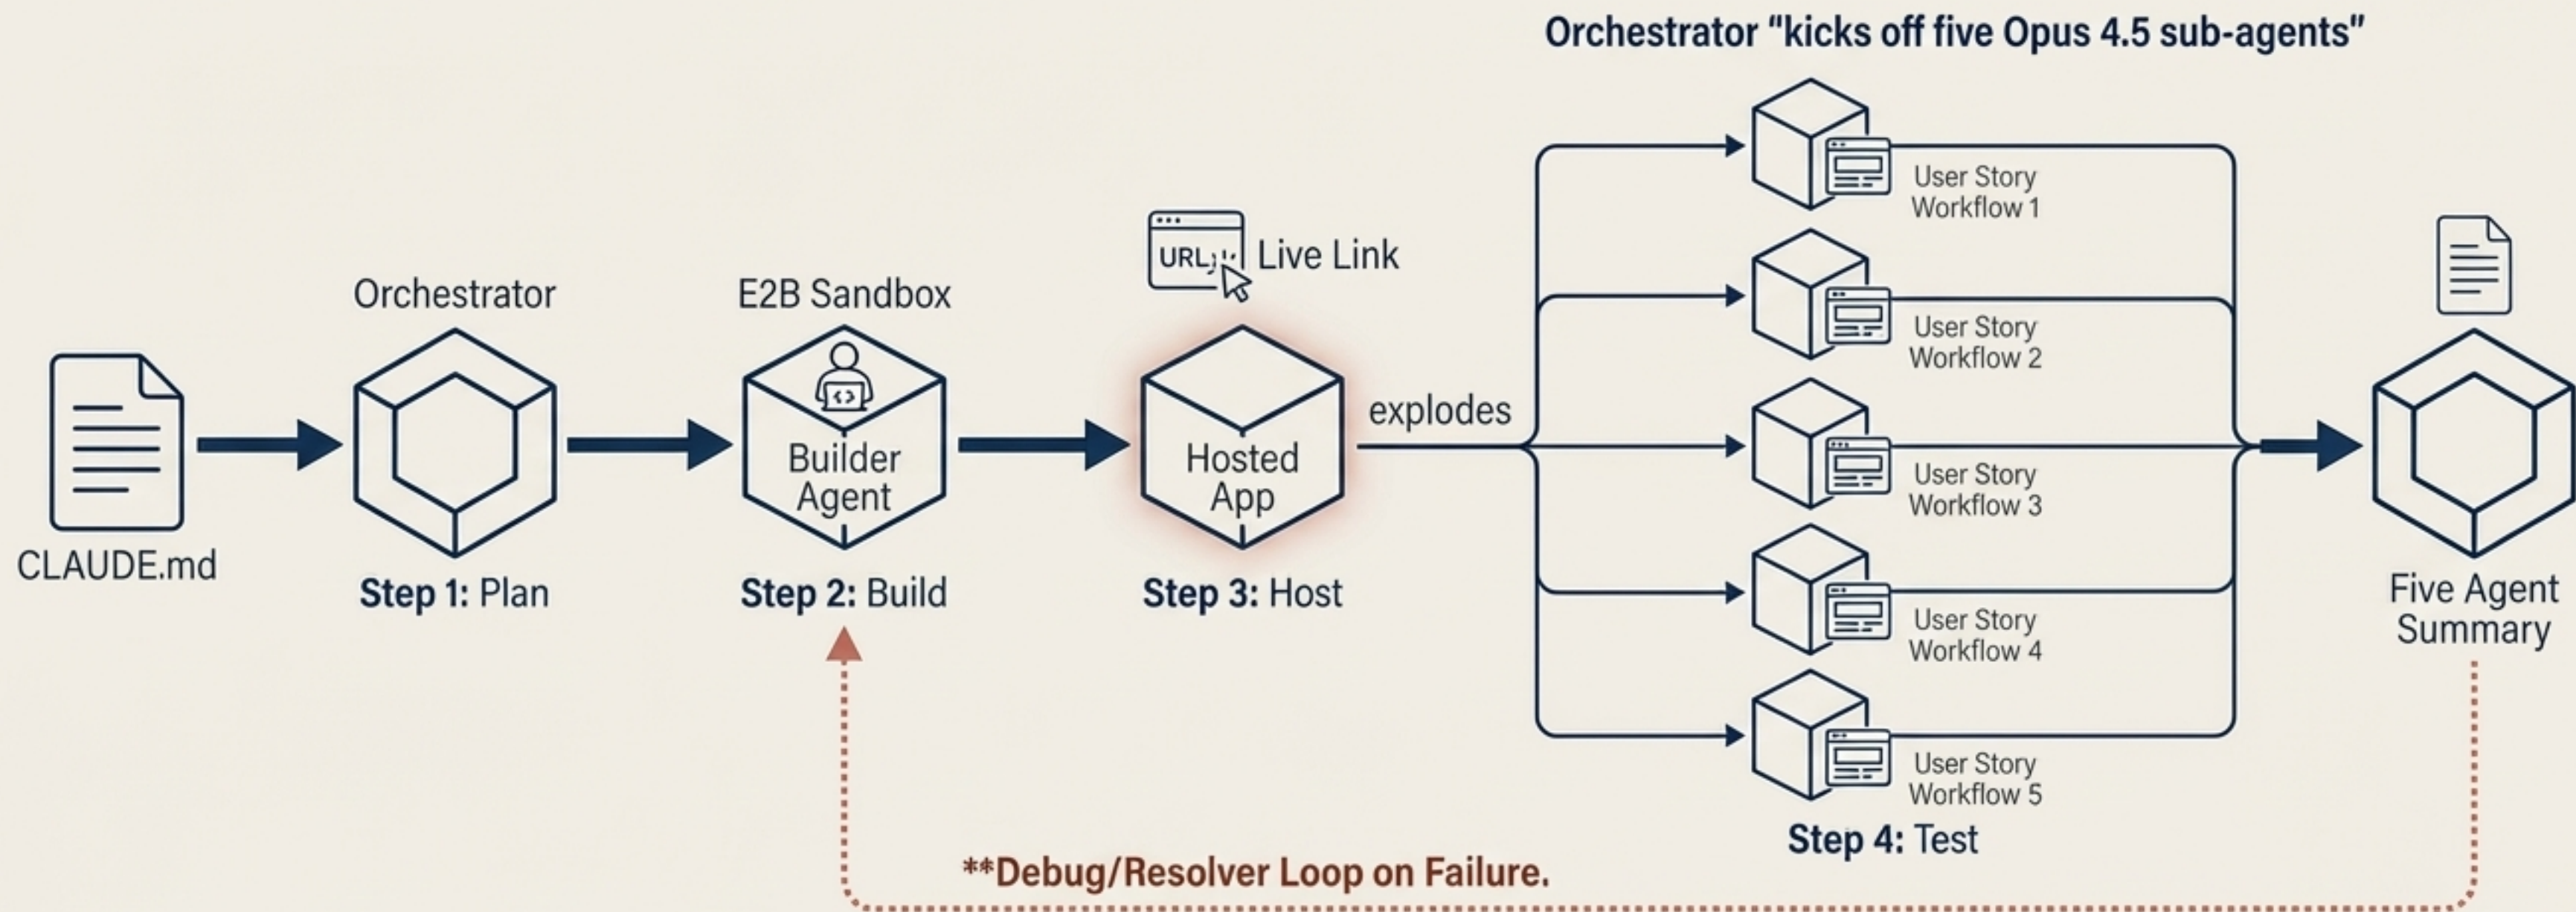 Orchestrator “kicks off five Opus 4.5 sub-agents”
CLAUDE.md
Orchestrator
Step 1: Plan
E2B Sandbox
Builder
Agent
Step 2: Build
URL
Live Link
Hosted
App
Step 3: Host
explodes
User Story
Workflow 1
User Story
Workflow 2
User Story
Workflow 3
User Story
Workflow 4
User Story
Workflow 5
Step 4: Test
Five Agent
Summary
**Debug/Resolver Loop on Failure.